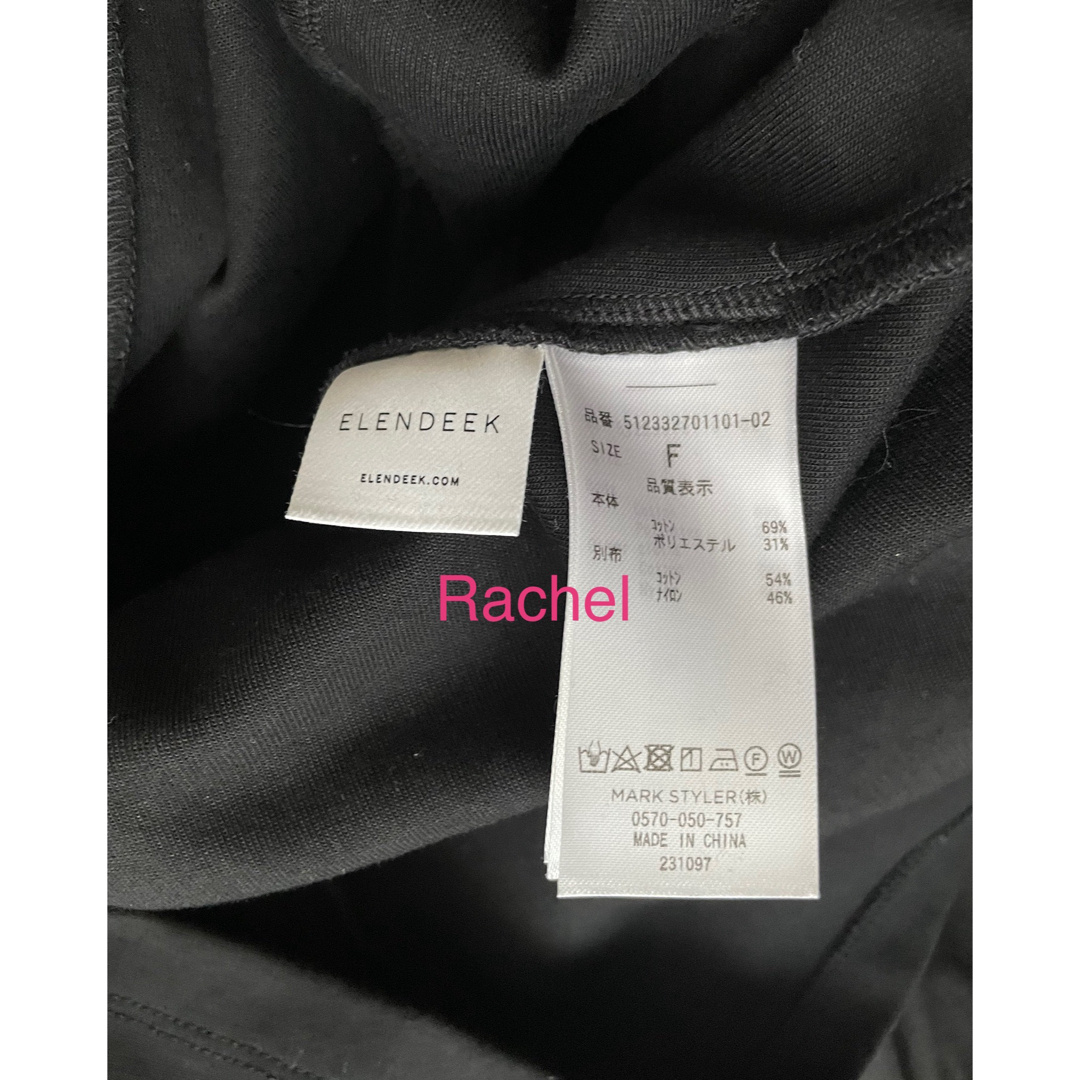 ELENDEEK
ELENDEEK.COM
品番 512332701101-02
SIZE F
品質表示
本体
コットン 69%
ポリエステル 31%
別布
コットン 54%
ナイロン 46%
Rachel
F W
MARK STYLER(株)
0570-050-757
MADE IN CHINA
231097